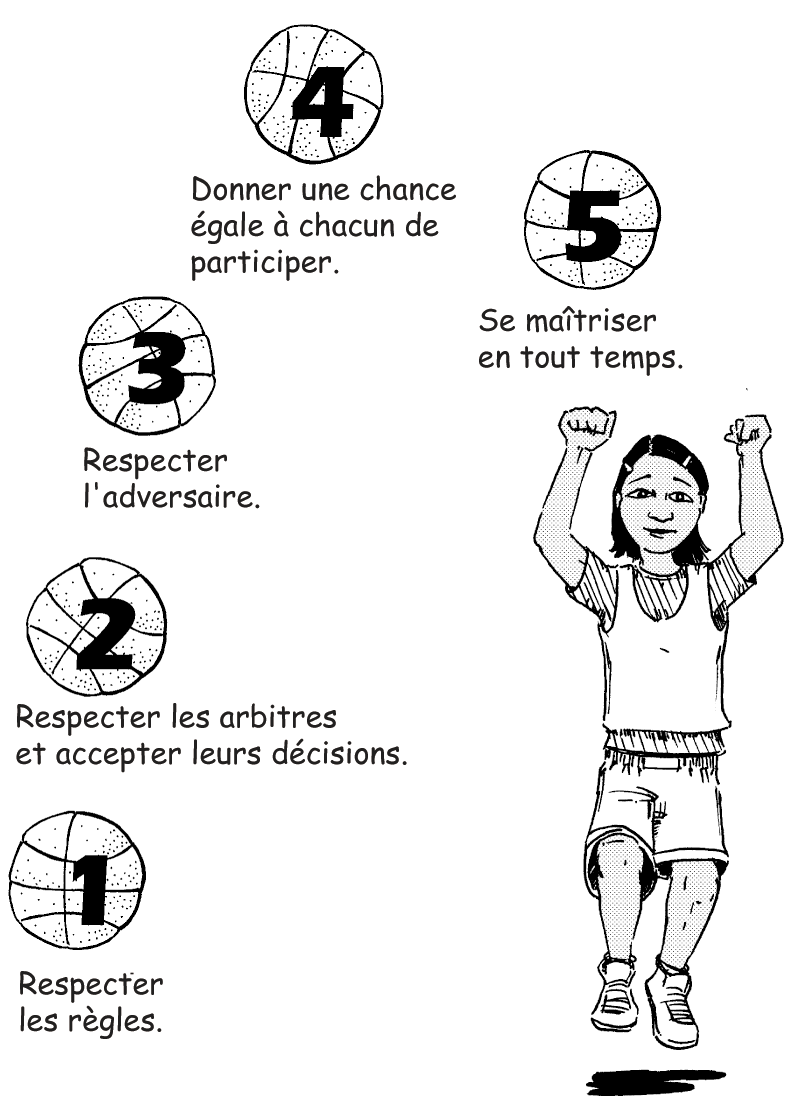 4
Donner une chance
égale à chacun de
participer.
5
Se maîtriser
en tout temps.
3
Respecter
l'adversaire.
2
Respecter les arbitres
et accepter leurs décisions.
1
Respecter
les règles.